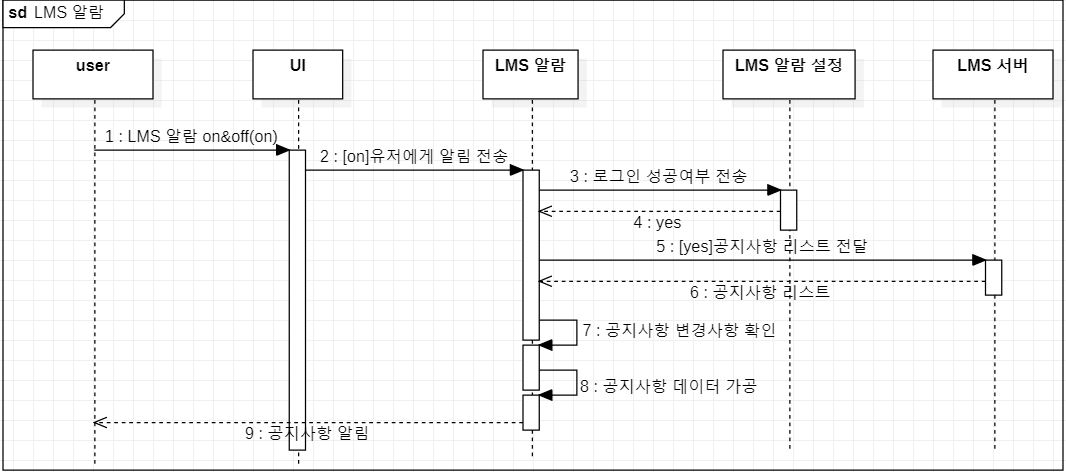 sd LMS 알람
user
UI
LMS 알람
LMS 알람 설정
LMS 서버
1 : LMS 알람 on&off(on)
2 : [on]유저에게 알림 전송
3 : 로그인 성공여부 전송
4 : yes
5 : [yes]공지사항 리스트 전달
6 : 공지사항 리스트
7 : 공지사항 변경사항 확인
8 : 공지사항 데이터 가공
9 : 공지사항 알림